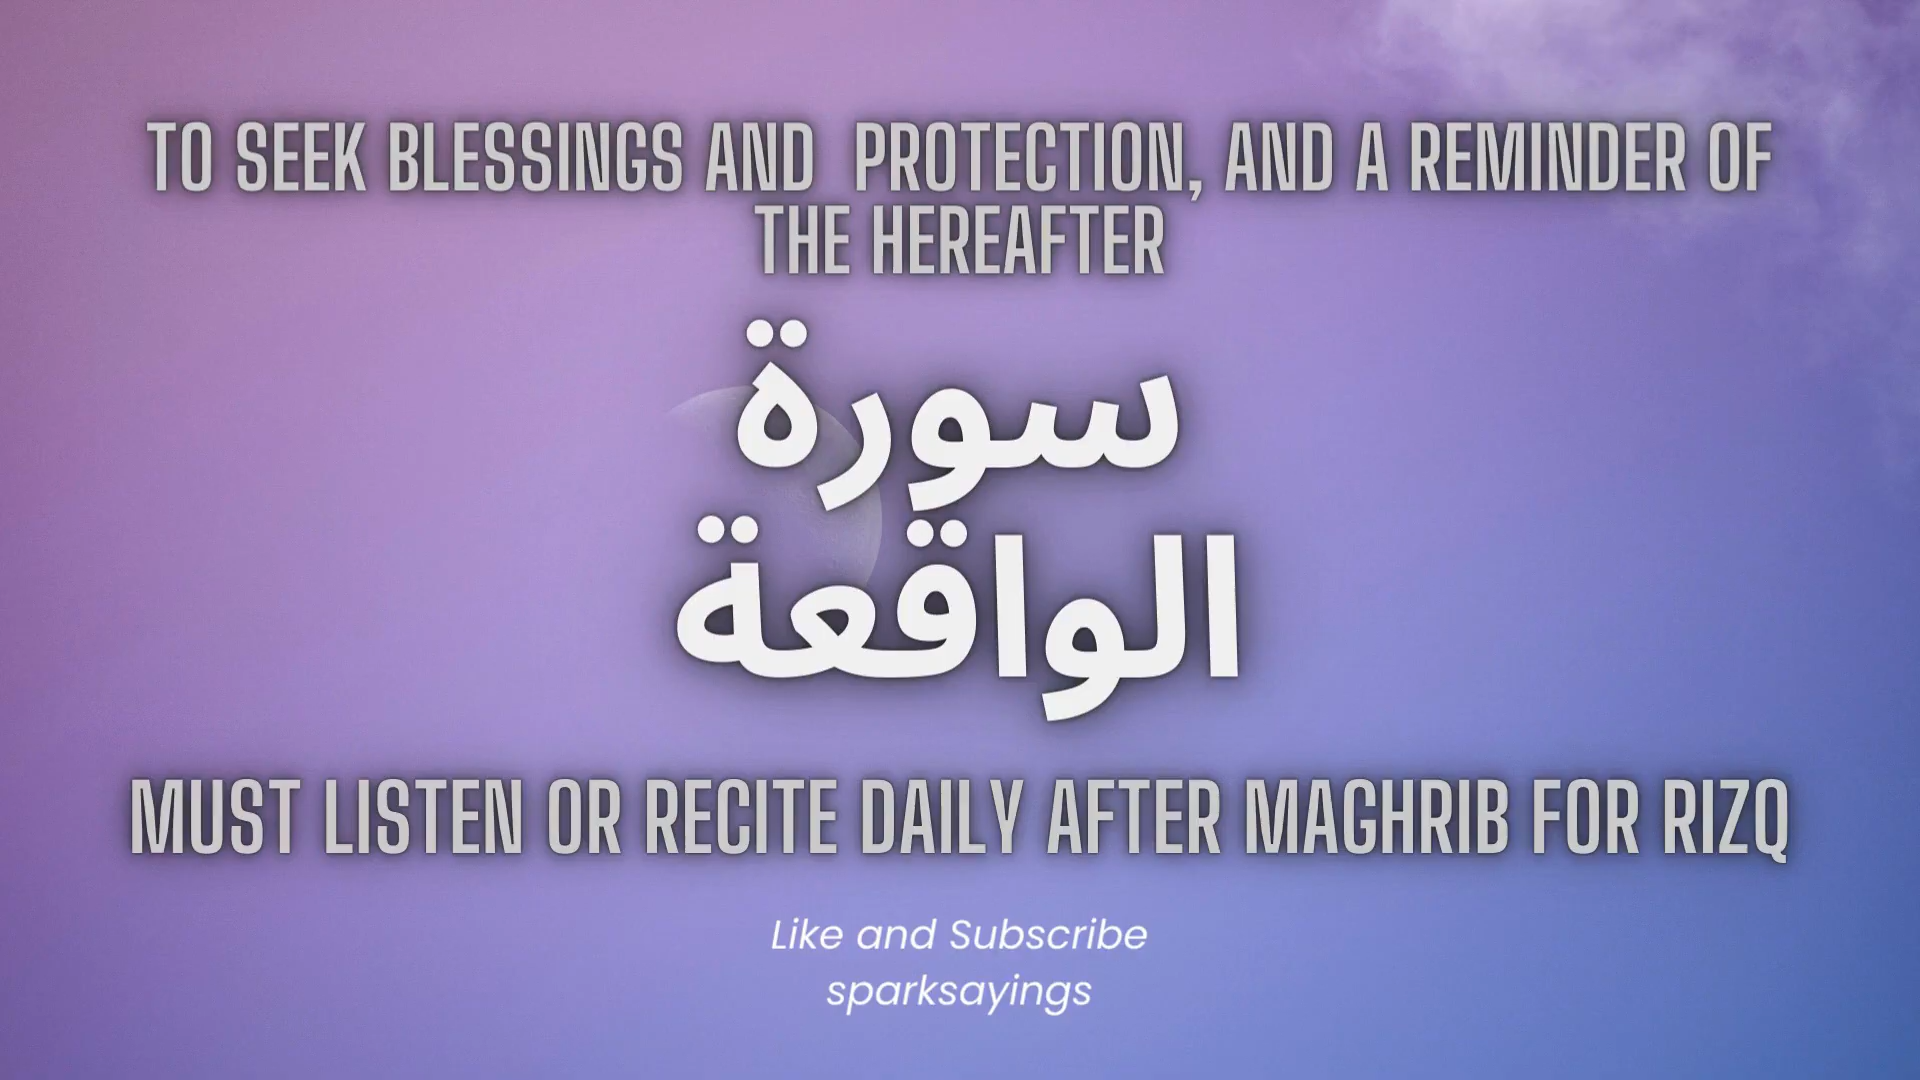 TO SEEK BLESSINGS AND  PROTECTION, AND A REMINDER OF
THE HEREAFTER
سورة
الواقعة
MUST LISTEN OR RECITE DAILY AFTER MAGHRIB FOR RIZQ
Like and Subscribe
sparksayings